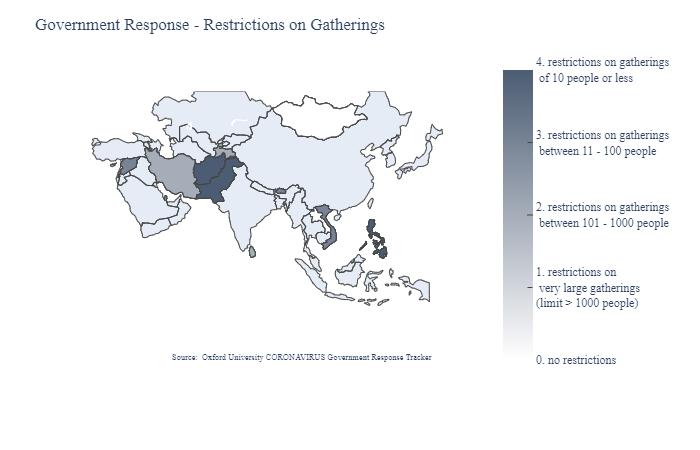 Government Response - Restrictions on Gatherings
4. restrictions on gatherings
of 10 people or less
3. restrictions on gatherings
between 11 - 100 people
2. restrictions on gatherings
between 101 - 1000 people
1. restrictions on
very large gatherings
(limit > 1000 people)
0. no restrictions
Source: Oxford University CORONAVIRUS Government Response Tracker